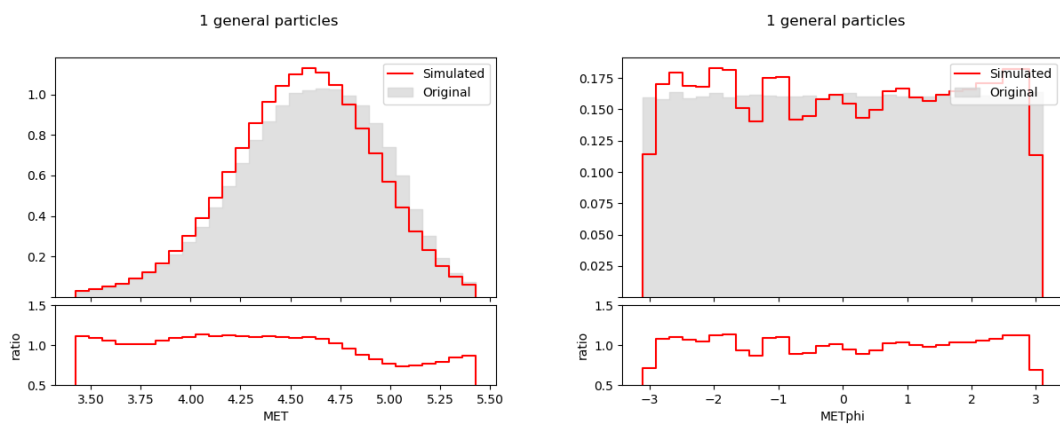 1 general particles
Simulated
Original
1.0
0.8
0.6
0.4
0.2
1.5
1.0
0.5
ratio
3.50 3.75 4.00 4.25 4.50 4.75 5.00 5.25 5.50
MET
1 general particles
Simulated
Original
0.175
0.150
0.125
0.100
0.075
0.050
0.025
1.5
1.0
0.5
ratio
−3 −2 −1 0 1 2 3
METphi